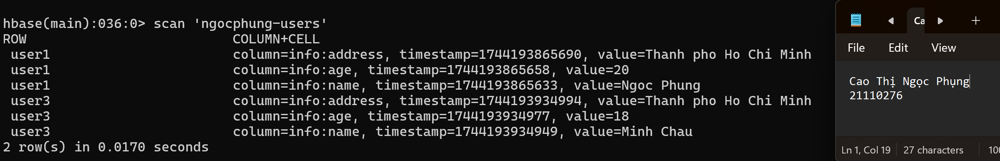 hbase(main):036:0> scan 'ngocphung-users'
ROW COLUMN+CELL
user1 column=info:address, timestamp=1744193865690, value=Thanh pho Ho Chi Minh
user1 column=info:age, timestamp=1744193865658, value=20
user1 column=info:name, timestamp=1744193865633, value=Ngoc Phung
user3 column=info:address, timestamp=1744193934994, value=Thanh pho Ho Chi Minh
user3 column=info:age, timestamp=1744193934977, value=18
user3 column=info:name, timestamp=1744193934949, value=Minh Chau
2 row(s) in 0.0170 seconds
Ca
File Edit View
Cao Thị Ngọc Phụng
21110276
Ln 1, Col 19 27 characters